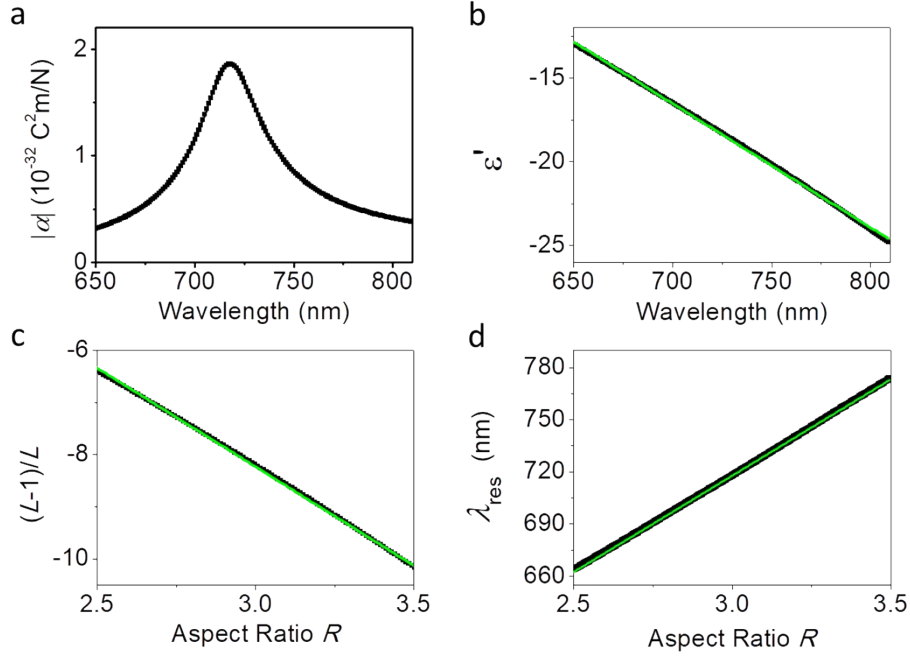 a
|α| (10⁻³² C²m/N)
2
1
0
650 700 750 800
Wavelength (nm)
b
ε'
-15
-20
-25
650 700 750 800
Wavelength (nm)
c
(L-1)/L
-6
-8
-10
2.5 3.0 3.5
Aspect Ratio R
d
λres (nm)
780
750
720
690
660
2.5 3.0 3.5
Aspect Ratio R